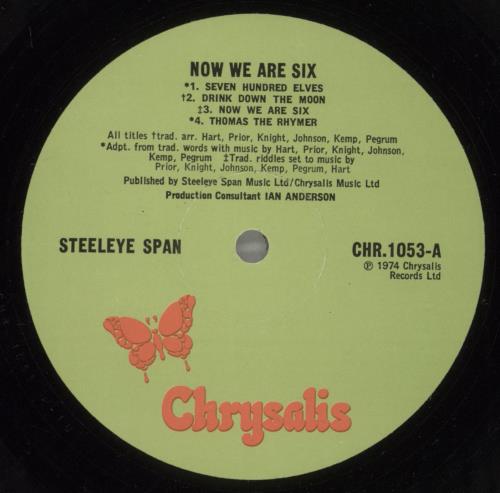 NOW WE ARE SIX
*1. SEVEN HUNDRED ELVES
†2. DRINK DOWN THE MOON
‡3. NOW WE ARE SIX
*4. THOMAS THE RHYMER
All titles †trad. arr. Hart, Prior, Knight, Johnson, Kemp, Pegrum
*Adpt. from trad. words with music by Hart, Prior, Knight, Johnson,
Kemp, Pegrum ‡Trad. riddles set to music by
Prior, Knight, Johnson, Kemp, Pegrum, Hart
Published by Steeleye Span Music Ltd/Chrysalis Music Ltd
Production Consultant IAN ANDERSON
STEELEYE SPAN
CHR.1053-A
℗ 1974 Chrysalis
Records Ltd
Chrysalis